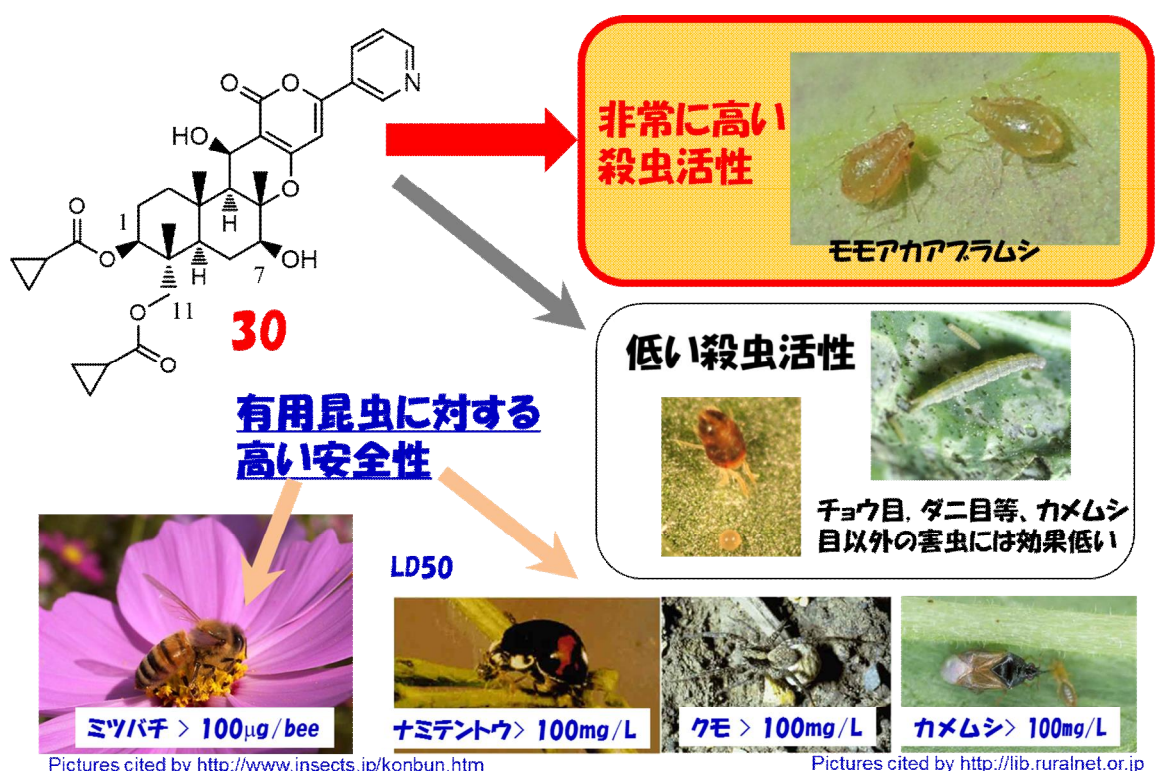 O
O
N
HO
O
H
1
O
O
H
7
OH
11
O
O
30
非常に高い
殺虫活性
モモアカアブラムシ
低い殺虫活性
チョウ目, ダニ目等、カメムシ
目以外の害虫には効果低い
有用昆虫に対する
高い安全性
LD50
ミツバチ > 100μg/bee
ナミテントウ> 100mg/L
クモ > 100mg/L
カメムシ> 100mg/L
Pictures cited by http://www.insects.jp/konbun.htm
Pictures cited by http://lib.ruralnet.or.jp